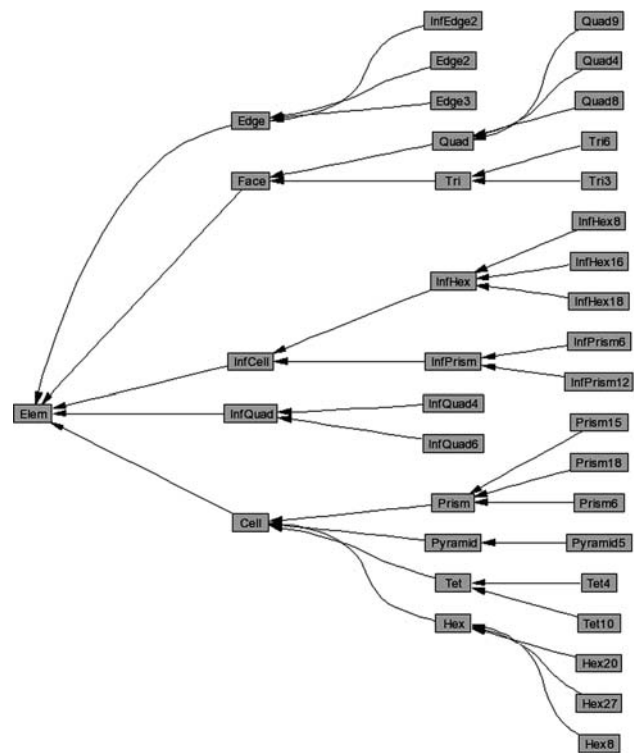 InfEdge2
Quad9
Edge2
Quad4
Edge3
Quad8
Edge
Quad
Tri6
Face
Tri
Tri3
InfHex8
InfHex16
InfHex
InfHex18
InfPrism6
InfCell
InfPrism
InfPrism12
InfQuad4
Elem
InfQuad
Prism15
InfQuad6
Prism18
Prism
Prism6
Cell
Pyramid
Pyramid5
Tet
Tet4
Tet10
Hex
Hex20
Hex27
Hex8